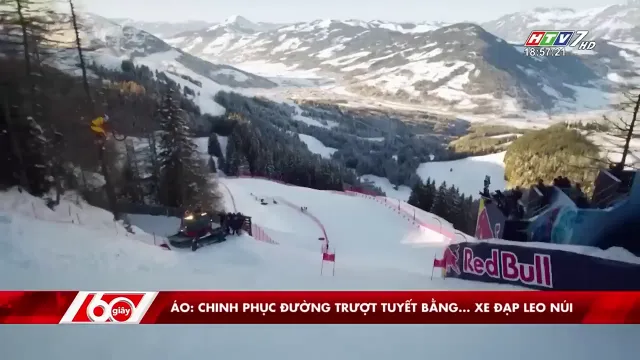 HTV7 HD
18:57:21
Red Bull
60 giây
ÁO: CHINH PHỤC ĐƯỜNG TRƯỢT TUYẾT BẰNG... XE ĐẠP LEO NÚI